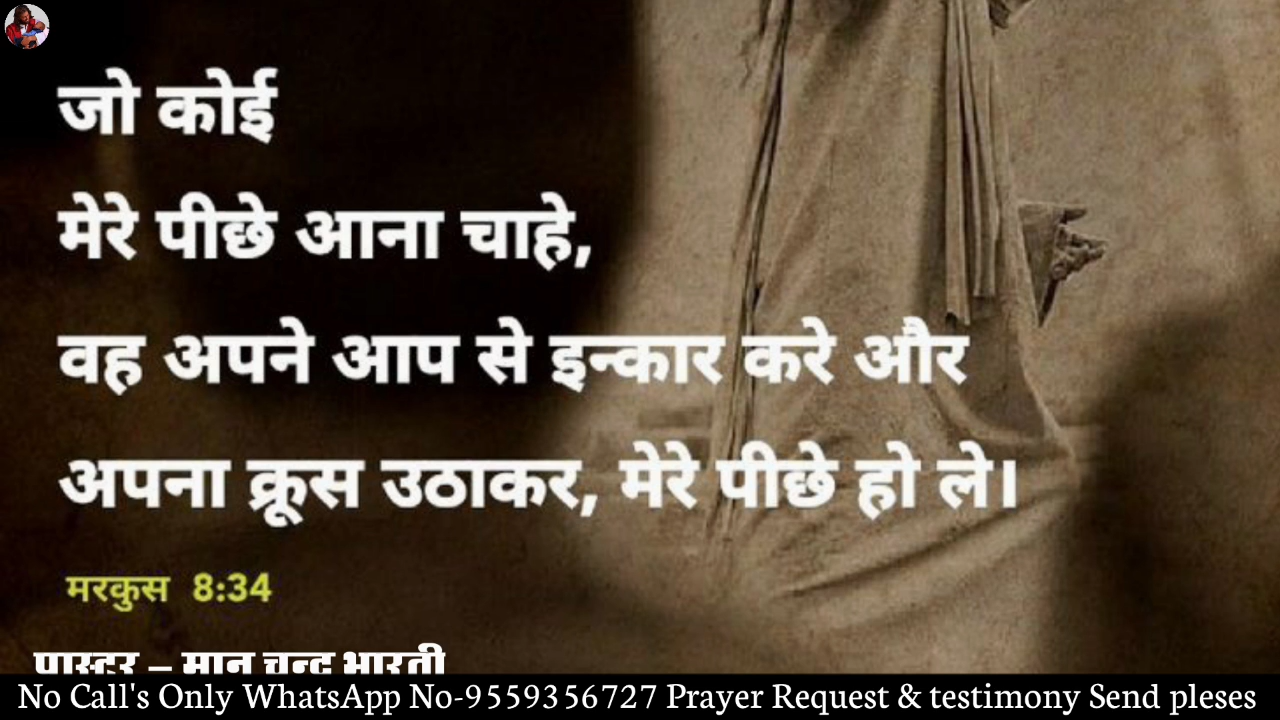 जो कोई
मेरे पीछे आना चाहे,
वह अपने आप से इन्कार करे और
अपना क्रूस उठाकर, मेरे पीछे हो ले।
मरकुस 8:34
पास्टर – मान चन्द भारती
No Call's Only WhatsApp No-9559356727 Prayer Request & testimony Send pleses